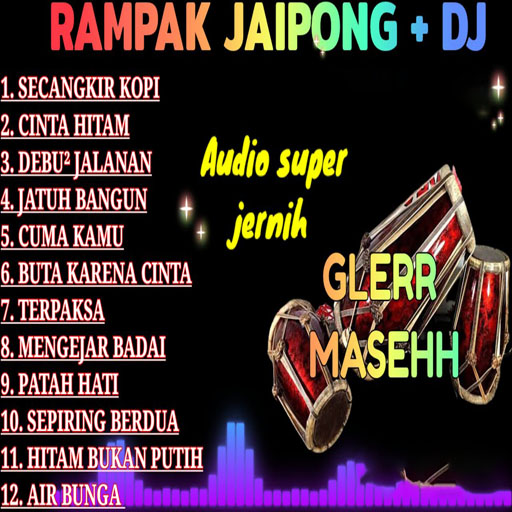 RAMPAK JAIPONG + DJ
1. SECANGKIR KOPI
2. CINTA HITAM
3. DEBU² JALANAN
4. JATUH BANGUN
5. CUMA KAMU
6. BUTA KARENA CINTA
7. TERPAKSA
8. MENGEJAR BADAI
9. PATAH HATI
10. SEPIRING BERDUA
11. HITAM BUKAN PUTIH
12. AIR BUNGA
Audio super
jernih
GLERR
MASEHH